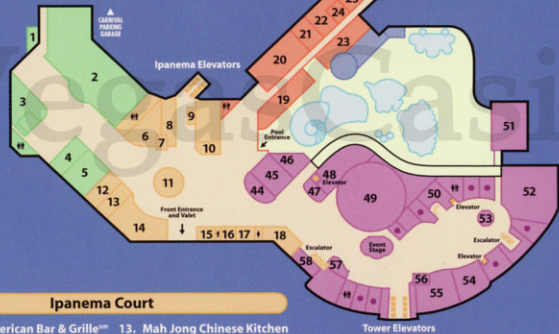 CARNIVAL
PARKING
GARAGE
25
22
24
1
21
23
Ipanema Elevators
20
2
3
9
19
8
6
7
10
Pool
Entrance
51
4
46
5
45
48
47
Elevator
11
12
44
49
50
52
13
Elevator
Front Entrance
and Valet
53
14
15
16
17
18
Escalator
Event
Stage
Escalator
58
57
Elevator
56
54
55
Ipanema Court
Tower Elevators
erican Bar & Grille℠ 13. Mah Jong Chinese Kitchen
VegasCasi